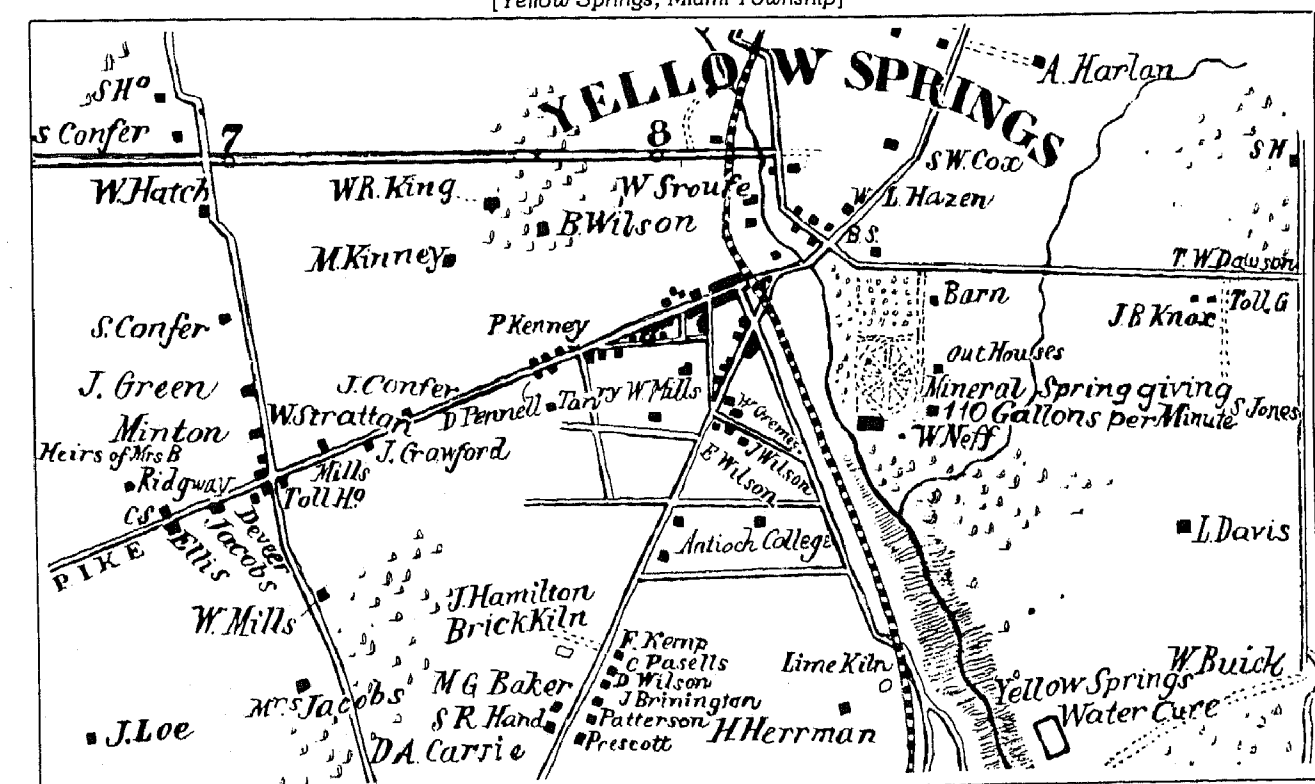 [Yellow Springs, Miami Township]
YELLOW SPRINGS
A. Harlan
SHo
S Confer
7
8
S H
S W. Cox
W. Hatch
W.R. King
W Sroufe
W
L Hazen
B. Wilson
B.S.
M. Kinney
T. W. Dawson
Barn
Toll G
J. B Knox
S. Confer
P Kenney
Out Houses
J. Green
J. Confer
D Pennell
Tanry
W. Mills
Mineral Spring giving
110 Gallons per Minute
S Jones
W. Stratton
Minton
W Neff
Heirs of Mrs B
Ridgway
Mills
J. Crawford
E Wilson
J Wilson
Toll Ho
C S
Ellis
Jacobs
Deveer
PIKE
Antioch College
L. Davis
W. Mills
J. Hamilton
Brick Kiln
F. Kemp
C Pasells
D Wilson
J Brinington
Patterson
Prescott
Lime Kiln
W. Buick
Yellow Springs
Water Cure
Mrs Jacobs
M G Baker
S R. Hand
H Herrman
J. Loe
D A. Carrie